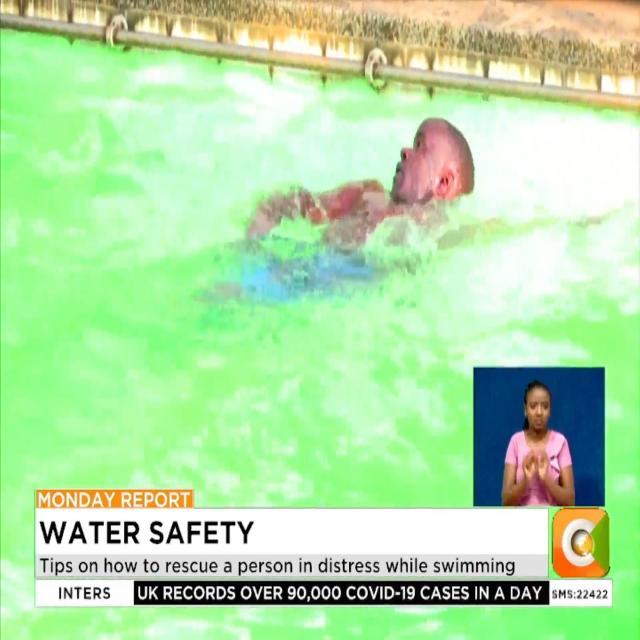 MONDAY REPORT
WATER SAFETY
Tips on how to rescue a person in distress while swimming
INTERS UK RECORDS OVER 90,000 COVID-19 CASES IN A DAY SMS:22422